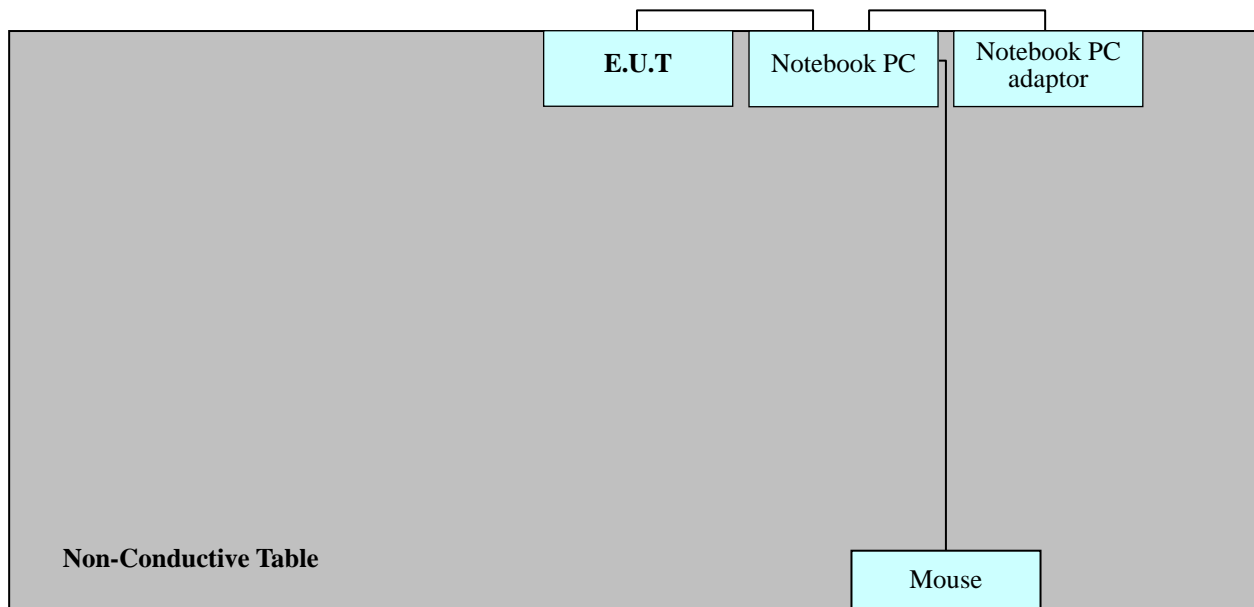 E.U.T
Notebook PC
Notebook PC
adaptor
Non-Conductive Table
Mouse